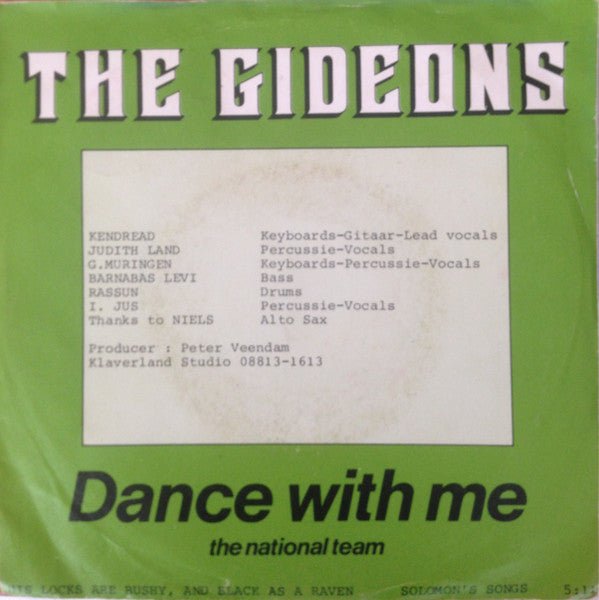 THE GIDEONS
KENDREAD Keyboards-Gitaar-Lead vocals
JUDITH LAND Percussie-Vocals
G.MURINGEN Keyboards-Percussie-Vocals
BARNABAS LEVI Bass
RASSUN Drums
I. JUS Percussie-Vocals
Thanks to NIELS Alto Sax
Producer : Peter Veendam
Klaverland Studio 08813-1613
Dance with me
the national team
LOCKS ARE BUSHY, AND BLACK AS A RAVEN SOLOMON'S SONGS